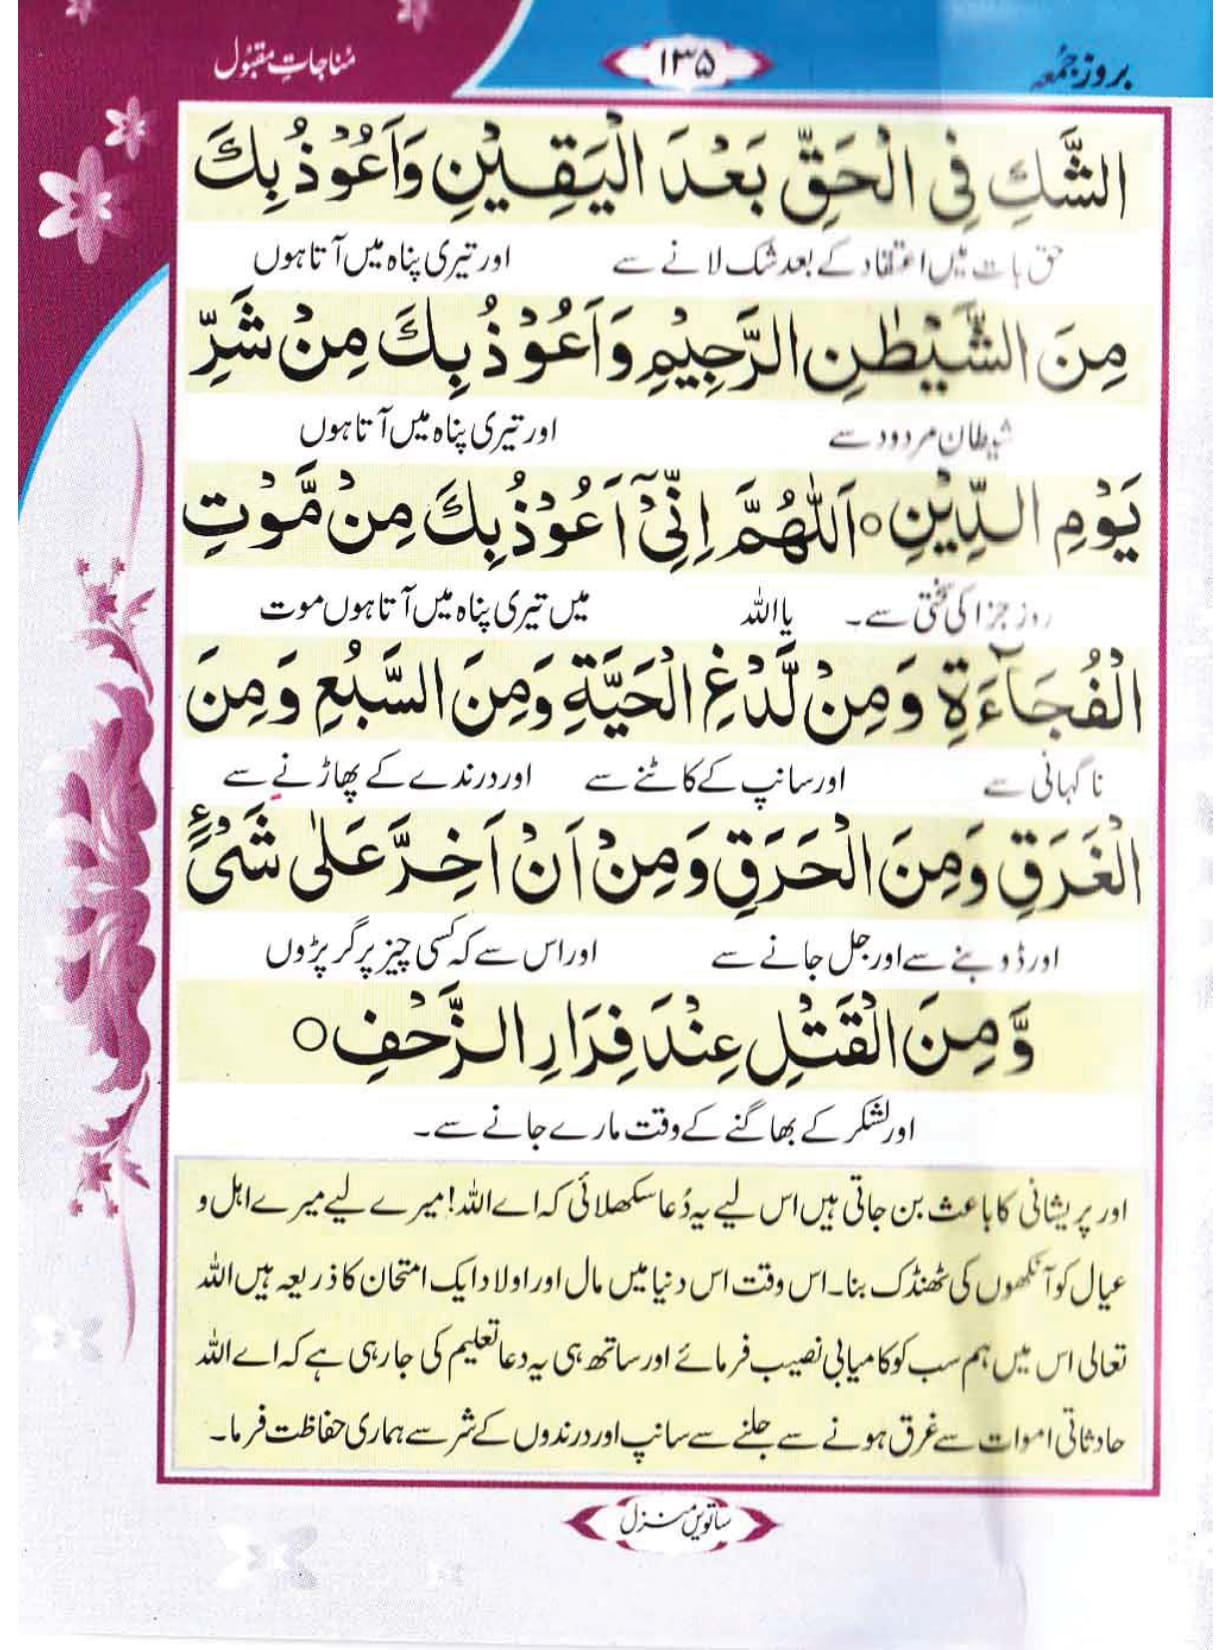 بروز جمُعہ
۱۳۵
مُناجاتِ مقبُول
الشَّكِّ فِي الْحَقِّ بَعْدَ الْيَقِيْنِ وَاَعُوْذُ بِكَ
حق بات میں اعتقاد کے بعد شک لانے سے اور تیری پناہ میں آتا ہوں
مِنَ الشَّيْطٰنِ الرَّجِيْمِ وَاَعُوْذُ بِكَ مِنْ شَرِّ
شیطان مردود سے اور تیری پناہ میں آتا ہوں
يَوْمِ الدِّيْنِ ○ اَللّٰهُمَّ اِنِّيْٓ اَعُوْذُ بِكَ مِنْ مَّوْتِ
روز جزا کی سختی سے۔ یا اللہ میں تیری پناہ میں آتا ہوں موت
الْفُجَآءَةِ وَمِنْ لَّدْغِ الْحَيَّةِ وَمِنَ السَّبُعِ وَمِنَ
ناگہانی سے اور سانپ کے کاٹنے سے اور درندے کے پھاڑنے سے
الْغَرَقِ وَمِنَ الْحَرَقِ وَمِنْ اَنْ اَخِرَّ عَلٰى شَىْءٍ
اور ڈوبنے سے اور جل جانے سے اور اس سے کہ کسی چیز پر گر پڑوں
وَّمِنَ الْقَتْلِ عِنْدَ فِرَارِ الزَّحْفِ ○
اور لشکر کے بھاگنے کے وقت مارے جانے سے۔
اور پریشانی کا باعث بن جاتی ہیں اس لیے یہ دُعا سکھلائی کہ اے اللہ! میرے لیے میرے اہل و
عیال کو آنکھوں کی ٹھنڈک بنا۔ اس وقت اس دنیا میں مال اور اولاد ایک امتحان کا ذریعہ ہیں اللہ
تعالی اس میں ہم سب کو کامیابی نصیب فرمائے اور ساتھ ہی یہ دعا تعلیم کی جارہی ہے کہ اے اللہ
حادثاتی اموات سے غرق ہونے سے جلنے سے سانپ اور درندوں کے شر سے ہماری حفاظت فرما۔
ساتویں منزل